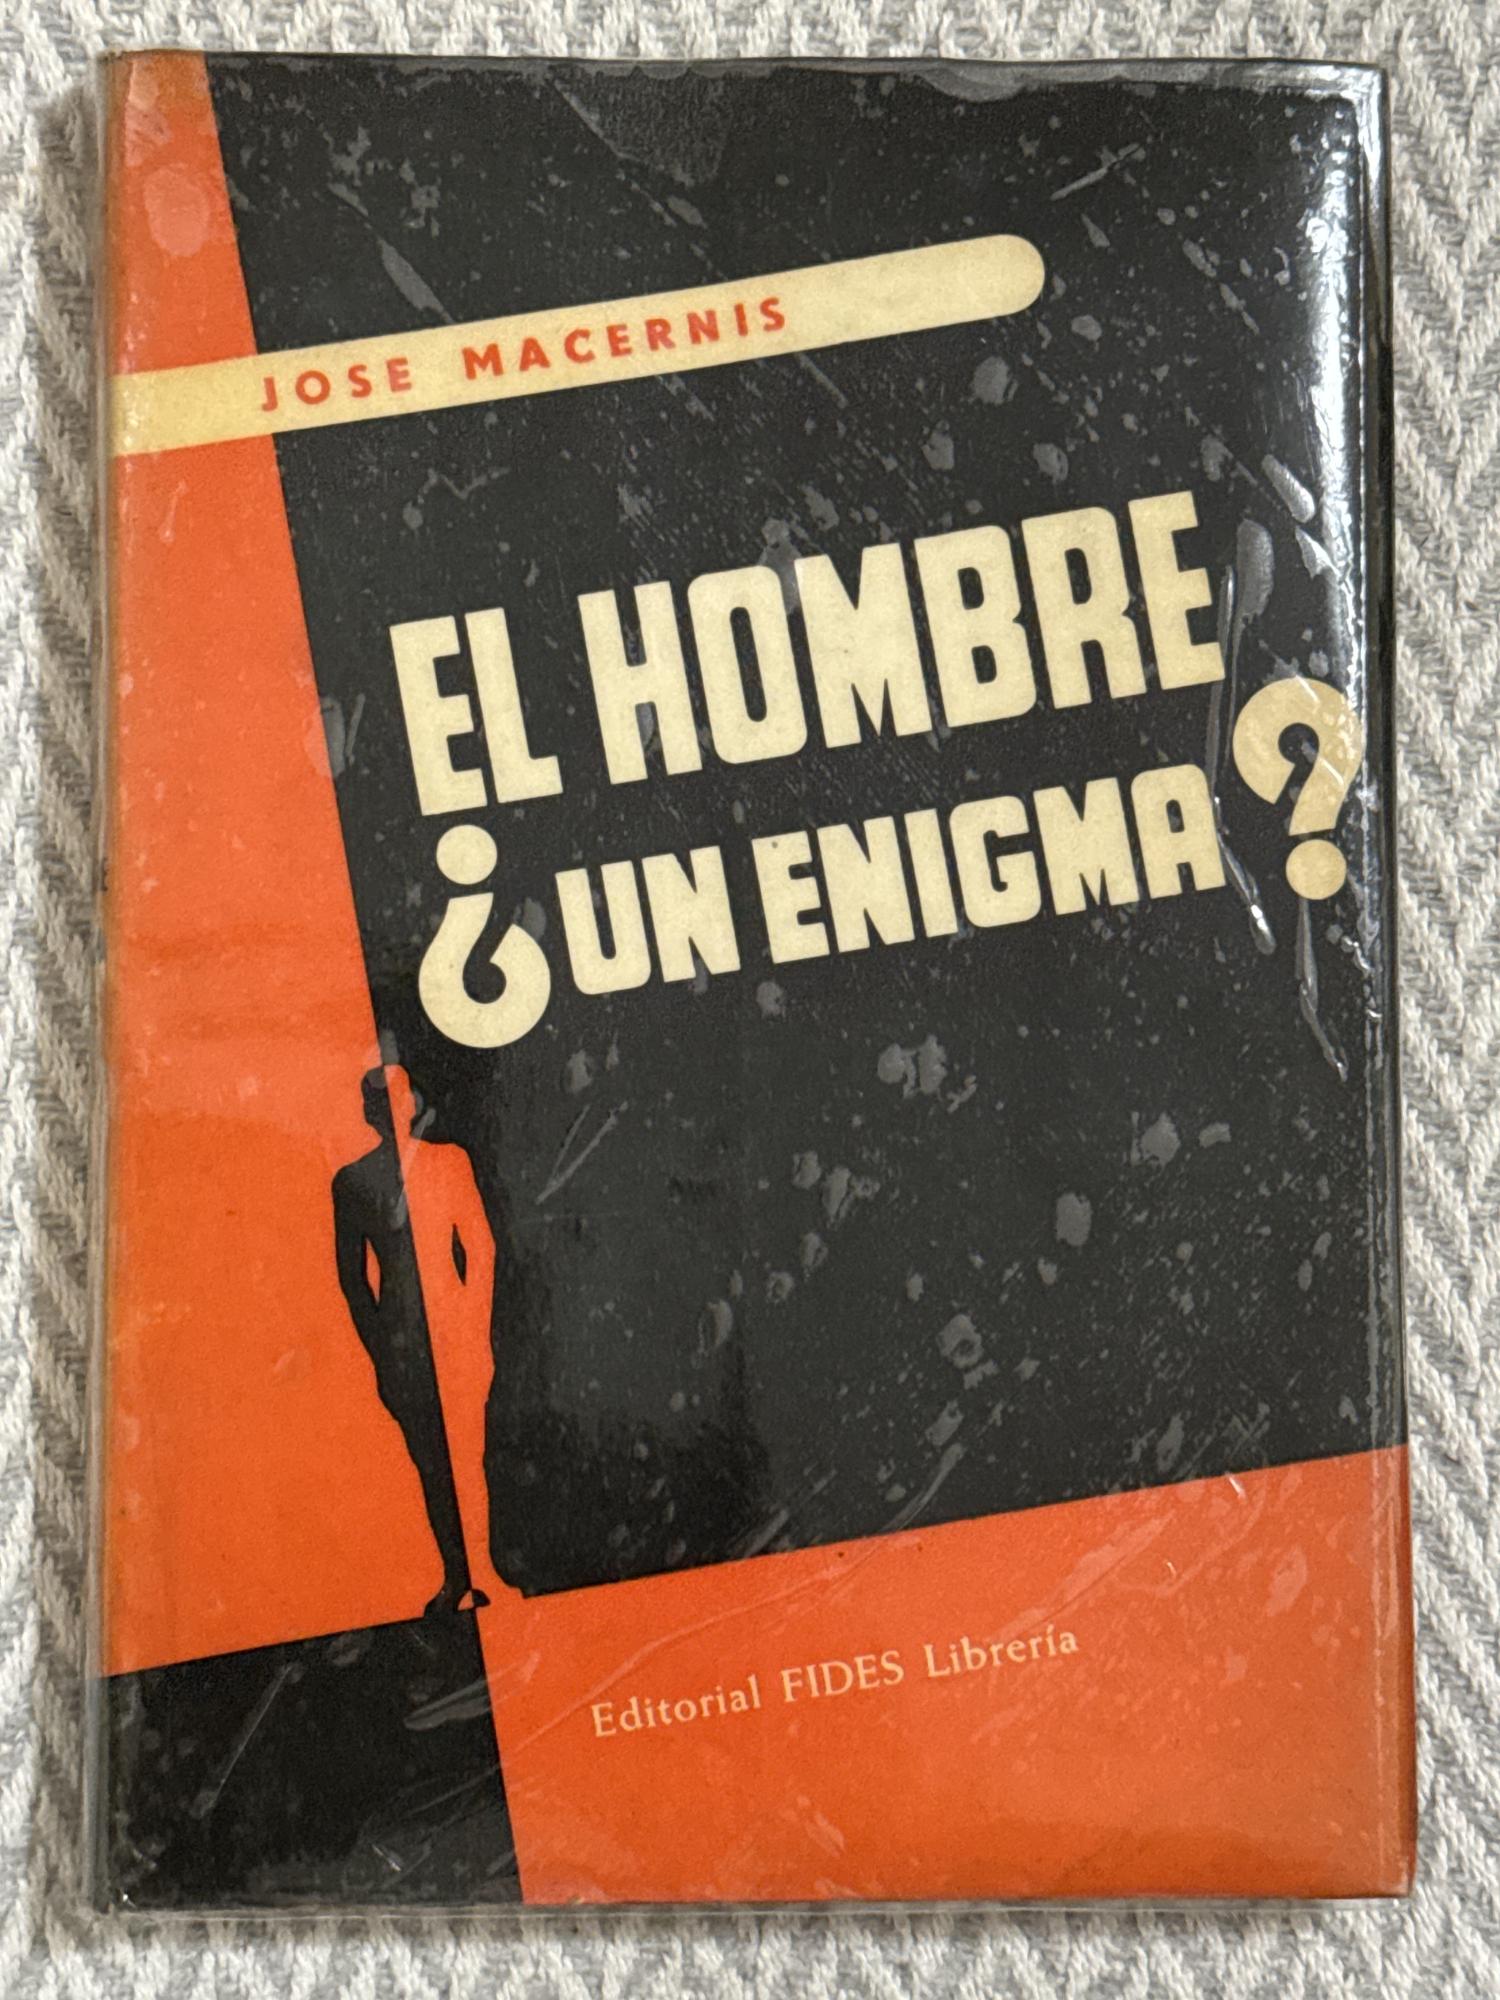 JOSE MACERNIS
EL HOMBRE
¿UN ENIGMA?
Editorial FIDES Librería